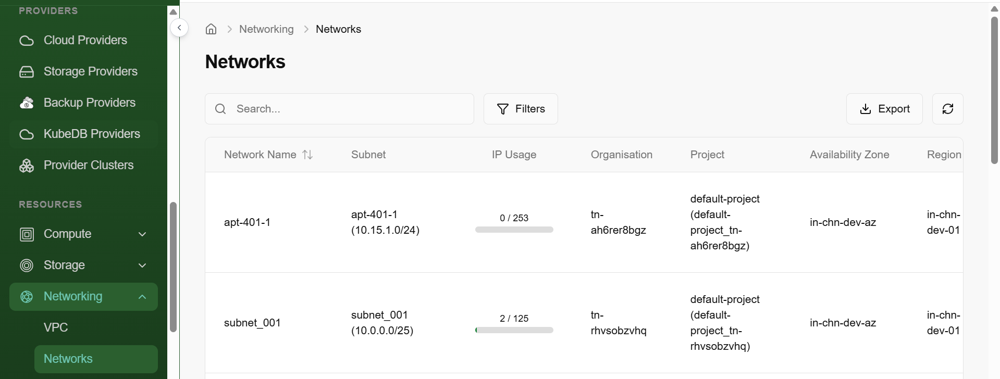 PROVIDERS
Cloud Providers
Storage Providers
Backup Providers
KubeDB Providers
Provider Clusters
RESOURCES
Compute
Storage
Networking
VPC
Networks
Networking
Networks
Networks
Search...
Filters
Export
Network Name
Subnet
IP Usage
Organisation
Project
Availability Zone
Region
apt-401-1
apt-401-1
(10.15.1.0/24)
0 / 253
tn-
ah6rer8bgz
default-project
(default-
project_tn-
ah6rer8bgz)
in-chn-dev-az
in-chn-
dev-01
subnet_001
subnet_001
(10.0.0.0/25)
2 / 125
tn-
rhvsobzvhq
default-project
(default-
project_tn-
rhvsobzvhq)
in-chn-dev-az
in-chn-
dev-01